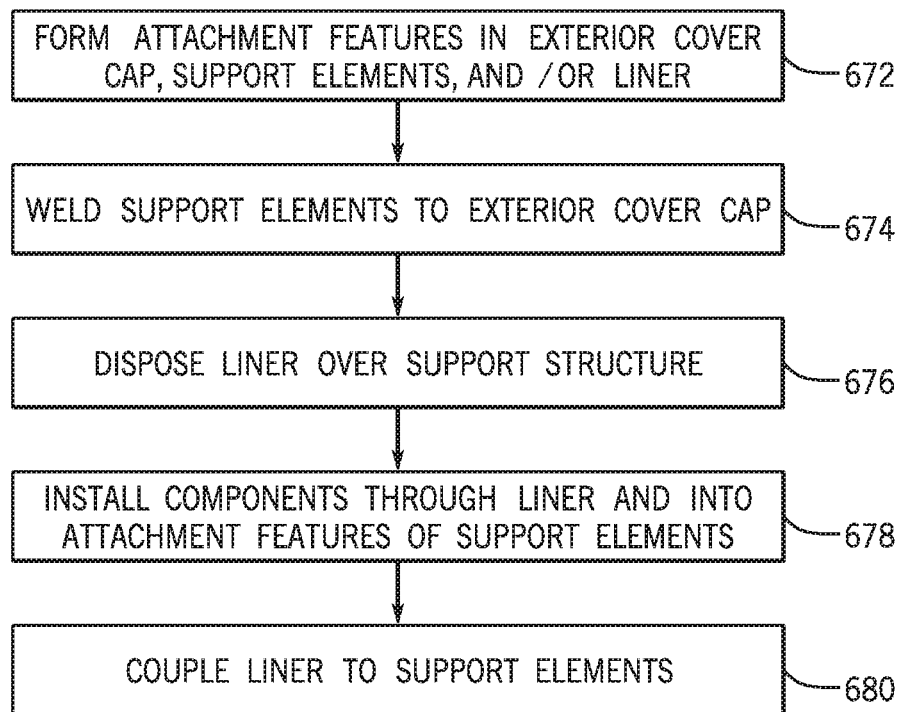 FORM ATTACHMENT FEATURES IN EXTERIOR COVER
CAP, SUPPORT ELEMENTS, AND /OR LINER
672
WELD SUPPORT ELEMENTS TO EXTERIOR COVER CAP
674
DISPOSE LINER OVER SUPPORT STRUCTURE
676
INSTALL COMPONENTS THROUGH LINER AND INTO
ATTACHMENT FEATURES OF SUPPORT ELEMENTS
678
COUPLE LINER TO SUPPORT ELEMENTS
680